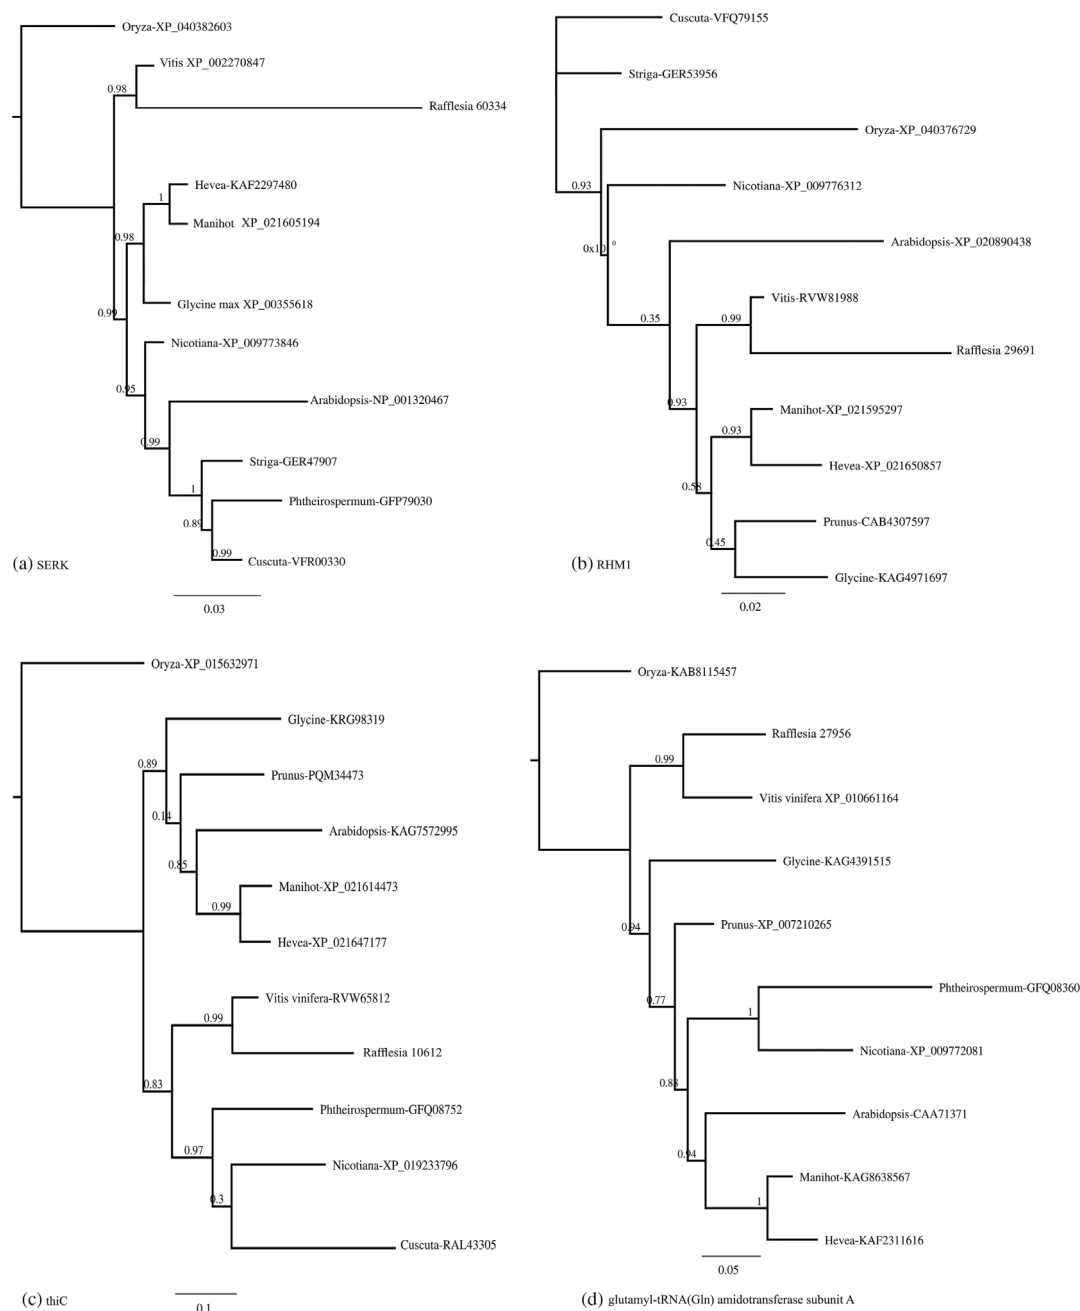 Oryza-XP_040382603
Vitis XP_002270847
0.98
Rafflesia 60334
Hevea-KAF2297480
1
Manihot XP_021605194
0.98
Glycine max XP_00355618
0.99
Nicotiana-XP_009773846
0.95
Arabidopsis-NP_001320467
0.99
Striga-GER47907
1
Phtheirospermum-GFP79030
0.89
0.99
Cuscuta-VFR00330
(a) SERK
0.03
Cuscuta-VFQ79155
Striga-GER53956
Oryza-XP_040376729
0.93
Nicotiana-XP_009776312
Arabidopsis-XP_020890438
0x10 0
Vitis-RVW81988
0.35
0.99
Rafflesia 29691
0.93
Manihot-XP_021595297
0.93
Hevea-XP_021650857
0.58
Prunus-CAB4307597
0.45
Glycine-KAG4971697
(b) RHM1
0.02
Oryza-XP_015632971
Glycine-KRG98319
0.89
Prunus-PQM34473
0.14
Arabidopsis-KAG7572995
0.85
Manihot-XP_021614473
0.99
Hevea-XP_021647177
Vitis vinifera-RVW65812
0.99
Rafflesia 10612
0.83
Phtheirospermum-GFQ08752
0.97
Nicotiana-XP_019233796
0.3
Cuscuta-RAL43305
(c) thiC
0.1
Oryza-KAB8115457
Rafflesia 27956
0.99
Vitis vinifera XP_010661164
Glycine-KAG4391515
0.94
Prunus-XP_007210265
Phtheirospermum-GFQ08360
0.77
1
Nicotiana-XP_009772081
0.88
Arabidopsis-CAA71371
0.94
Manihot-KAG8638567
1
Hevea-KAF2311616
0.05
(d) glutamyl-tRNA(Gln) amidotransferase subunit A